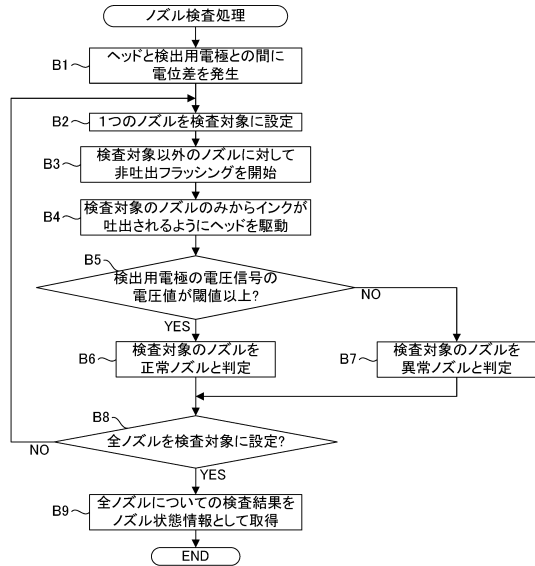 ノズル検査処理
B1
ヘッドと検出用電極との間に
電位差を発生
B2
1つのノズルを検査対象に設定
B3
検査対象以外のノズルに対して
非吐出フラッシングを開始
B4
検査対象のノズルのみからインクが
吐出されるようにヘッドを駆動
B5
検出用電極の電圧信号の
電圧値が閾値以上?
NO
YES
B6
検査対象のノズルを
正常ノズルと判定
B7
検査対象のノズルを
異常ノズルと判定
B8
全ノズルを検査対象に設定?
NO
YES
B9
全ノズルについての検査結果を
ノズル状態情報として取得
END